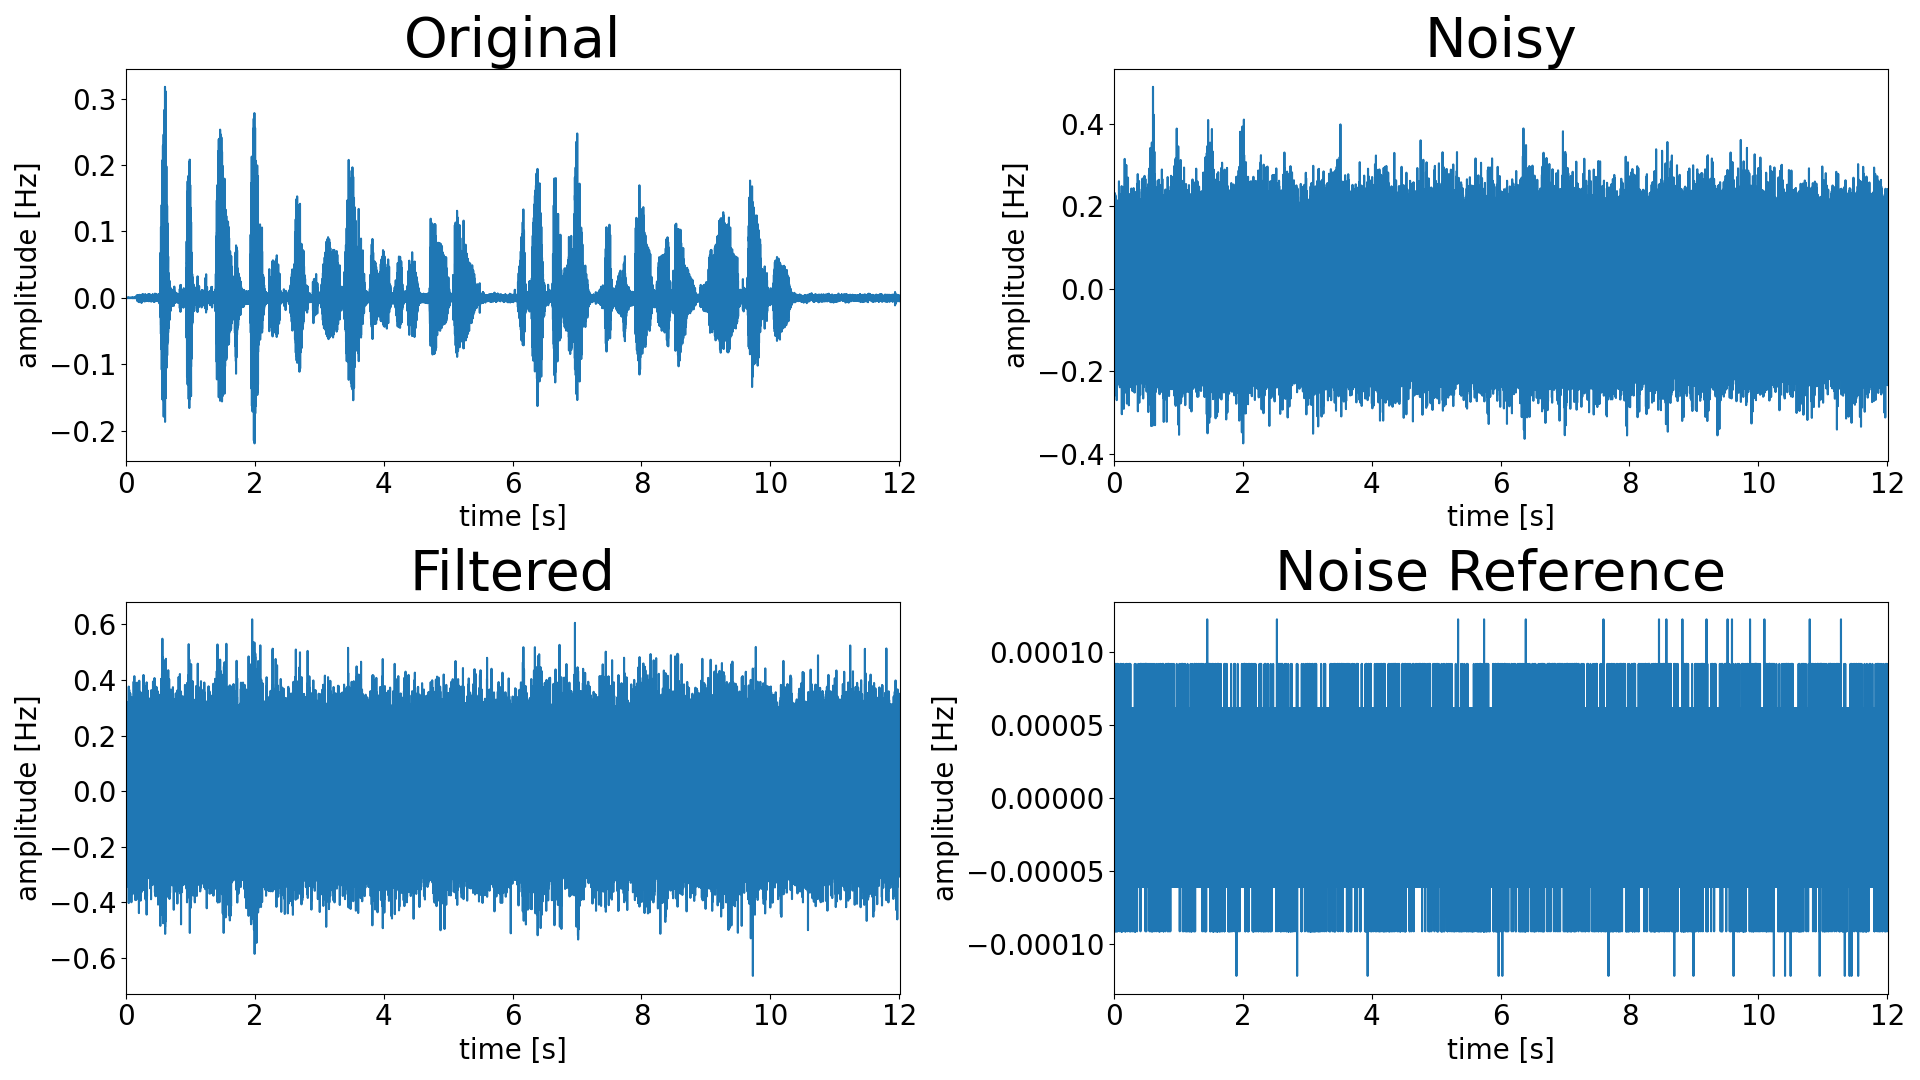 Original
0.3
0.2
0.1
0.0
−0.1
−0.2
amplitude [Hz]
0 2 4 6 8 10 12
time [s]
Noisy
0.4
0.2
0.0
−0.2
−0.4
amplitude [Hz]
0 2 4 6 8 10 12
time [s]
Filtered
0.6
0.4
0.2
0.0
−0.2
−0.4
−0.6
amplitude [Hz]
0 2 4 6 8 10 12
time [s]
Noise Reference
0.00010
0.00005
0.00000
−0.00005
−0.00010
amplitude [Hz]
0 2 4 6 8 10 12
time [s]